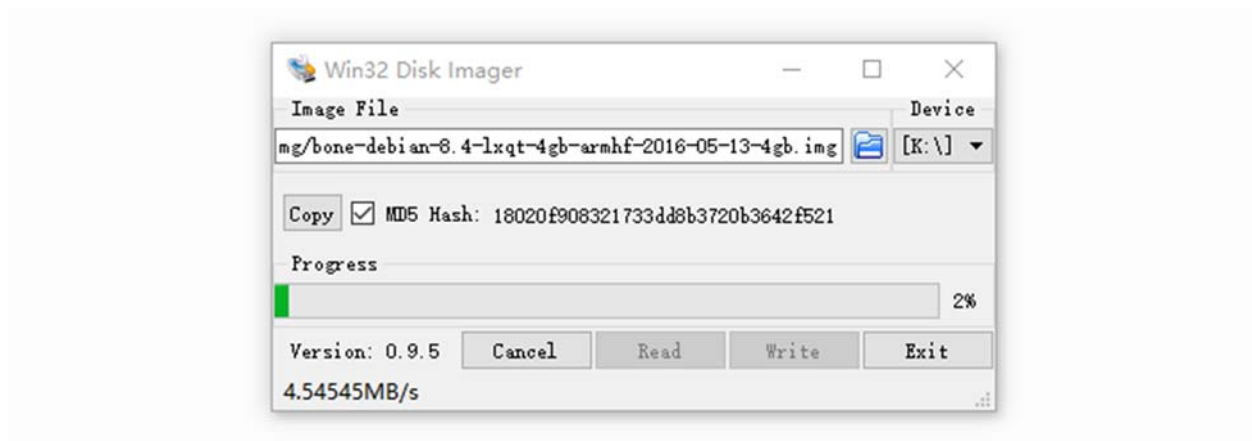 Win32 Disk Imager
Image File
Device
mg/bone-debian-8.4-lxqt-4gb-armhf-2016-05-13-4gb.img
[K:\]
Copy
MD5 Hash: 18020f908321733dd8b3720b3642f521
Progress
2%
Version: 0.9.5
Cancel
Read
Write
Exit
4.54545MB/s